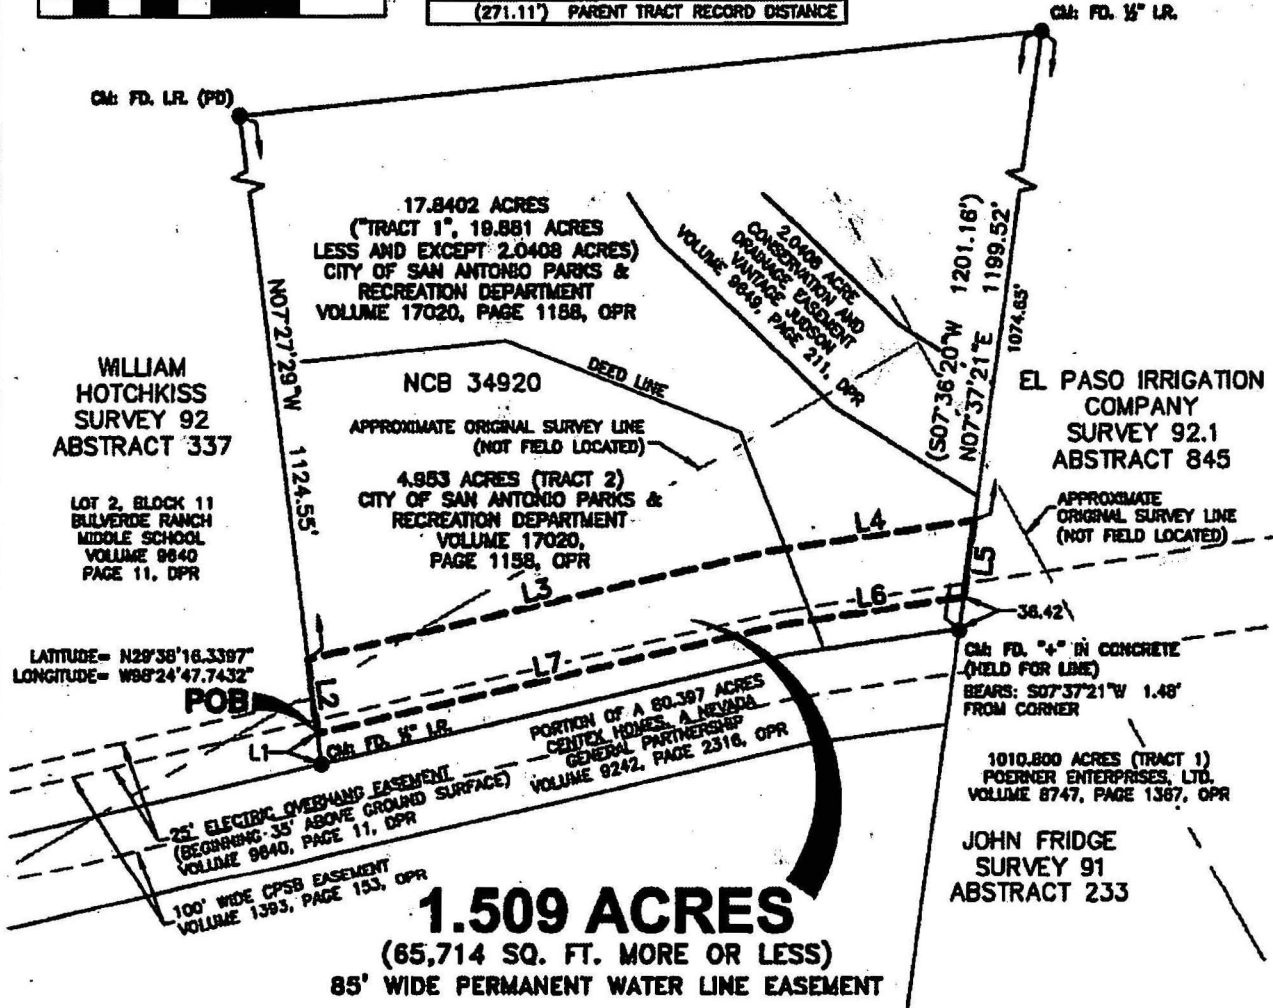 (271.11') PARENT TRACT RECORD DISTANCE
CM: FD. ½" I.R.
CM: FD. I.R. (PD)
17.8402 ACRES
("TRACT 1", 19.881 ACRES
LESS AND EXCEPT 2.0408 ACRES)
CITY OF SAN ANTONIO PARKS &
RECREATION DEPARTMENT
VOLUME 17020, PAGE 1158, OPR
2.0408 ACRE
CONSERVATION AND
DRAINAGE EASEMENT
VANTAGE JUDSON
VOLUME 9649, PAGE 211, DPR
(S07°36'20"W 1201.16')
N07°37'21"E 1199.52'
1074.65'
N07°27'29"W 1124.55'
WILLIAM
HOTCHKISS
SURVEY 92
ABSTRACT 337
NCB 34920
DEED LINE
EL PASO IRRIGATION
COMPANY
SURVEY 92.1
ABSTRACT 845
APPROXIMATE ORIGINAL SURVEY LINE
(NOT FIELD LOCATED)
4.953 ACRES (TRACT 2)
CITY OF SAN ANTONIO PARKS &
RECREATION DEPARTMENT
VOLUME 17020,
PAGE 1158, OPR
LOT 2, BLOCK 11
BULVERDE RANCH
MIDDLE SCHOOL
VOLUME 9640
PAGE 11, DPR
APPROXIMATE
ORIGINAL SURVEY LINE
(NOT FIELD LOCATED)
L4
L5
L3
L6
36.42'
LATITUDE= N29°38'16.3397"
LONGITUDE= W98°24'47.7432"
POB
L2
L7
L1
CM: FD. ½" I.R.
CM: FD. "+" IN CONCRETE
(HELD FOR LINE)
BEARS: S07°37'21"W 1.48'
FROM CORNER
PORTION OF A 80.397 ACRES
CENTEX HOMES, A NEVADA
GENERAL PARTNERSHIP
VOLUME 9242, PAGE 2316, OPR
25' ELECTRIC OVERHANG EASEMENT
(BEGINNING 35' ABOVE GROUND SURFACE)
VOLUME 9640, PAGE 11, DPR
100' WIDE CPSB EASEMENT
VOLUME 1393, PAGE 153, OPR
1010.800 ACRES (TRACT 1)
POERNER ENTERPRISES, LTD.
VOLUME 8747, PAGE 1367, OPR
JOHN FRIDGE
SURVEY 91
ABSTRACT 233
1.509 ACRES
(65,714 SQ. FT. MORE OR LESS)
85' WIDE PERMANENT WATER LINE EASEMENT